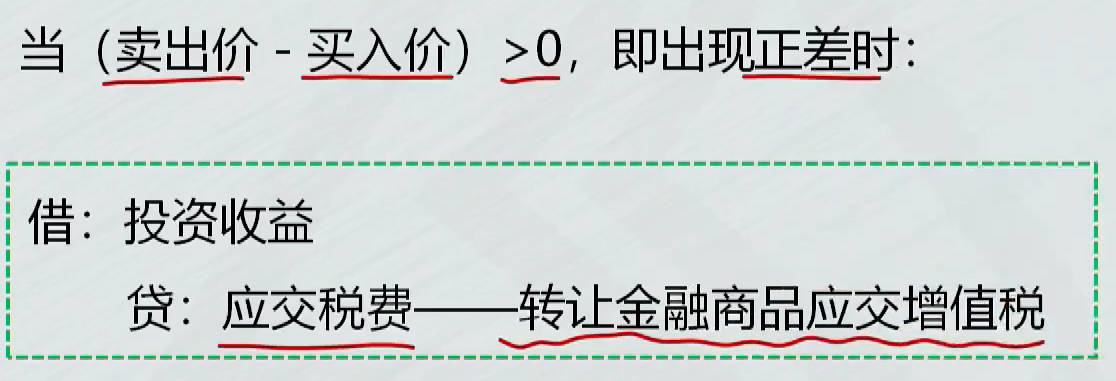 当（卖出价 - 买入价）>0，即出现正差时：
借：投资收益
贷：应交税费——转让金融商品应交增值税